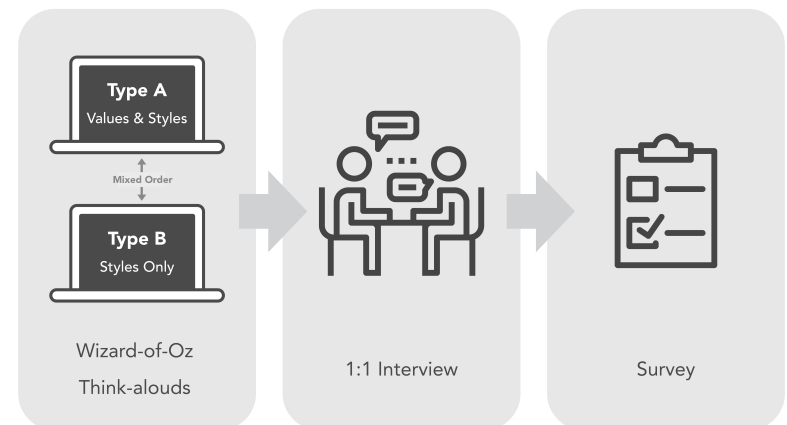 Type A
Values & Styles
Mixed Order
Type B
Styles Only
Wizard-of-Oz
Think-alouds
1:1 Interview
Survey